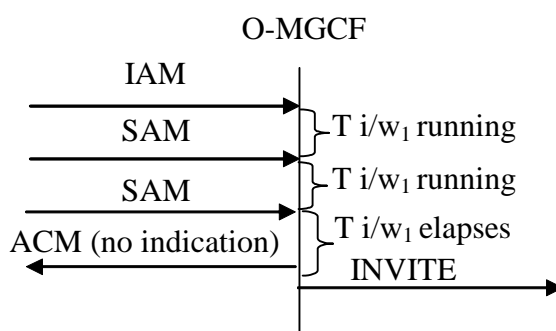 O-MGCF
IAM
T i/w₁ running
SAM
T i/w₁ running
SAM
T i/w₁ elapses
ACM (no indication)
INVITE